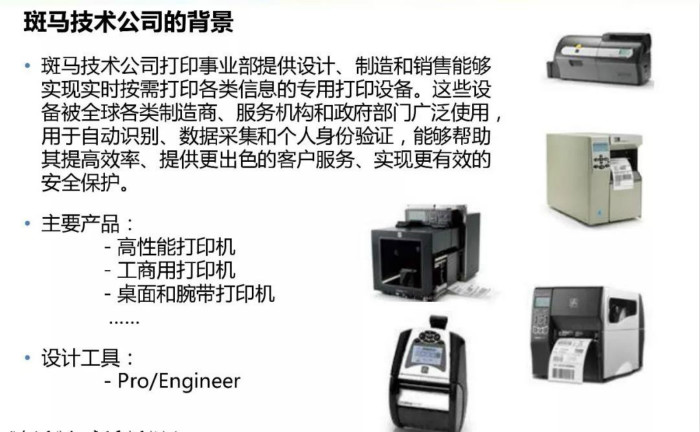 斑马技术公司的背景
• 斑马技术公司打印事业部提供设计、制造和销售能够
实现实时按需打印各类信息的专用打印设备。这些设
备被全球各类制造商、服务机构和政府部门广泛使用，
用于自动识别、数据采集和个人身份验证，能够帮助
其提高效率、提供更出色的客户服务、实现更有效的
安全保护。
• 主要产品：
- 高性能打印机
- 工商用打印机
- 桌面和腕带打印机
......
• 设计工具：
- Pro/Engineer